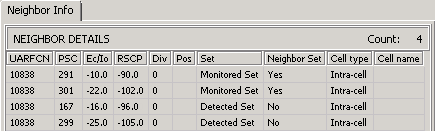 Neighbor Info
NEIGHBOR DETAILS Count: 4
UARFCN PSC Ec/Io RSCP Div Pos Set Neighbor Set Cell type Cell name
10838 291 -10.0 -90.0 0 Monitored Set Yes Intra-cell
10838 301 -22.0 -102.0 0 Monitored Set Yes Intra-cell
10838 167 -16.0 -96.0 0 Detected Set No Intra-cell
10838 299 -25.0 -105.0 0 Detected Set No Intra-cell